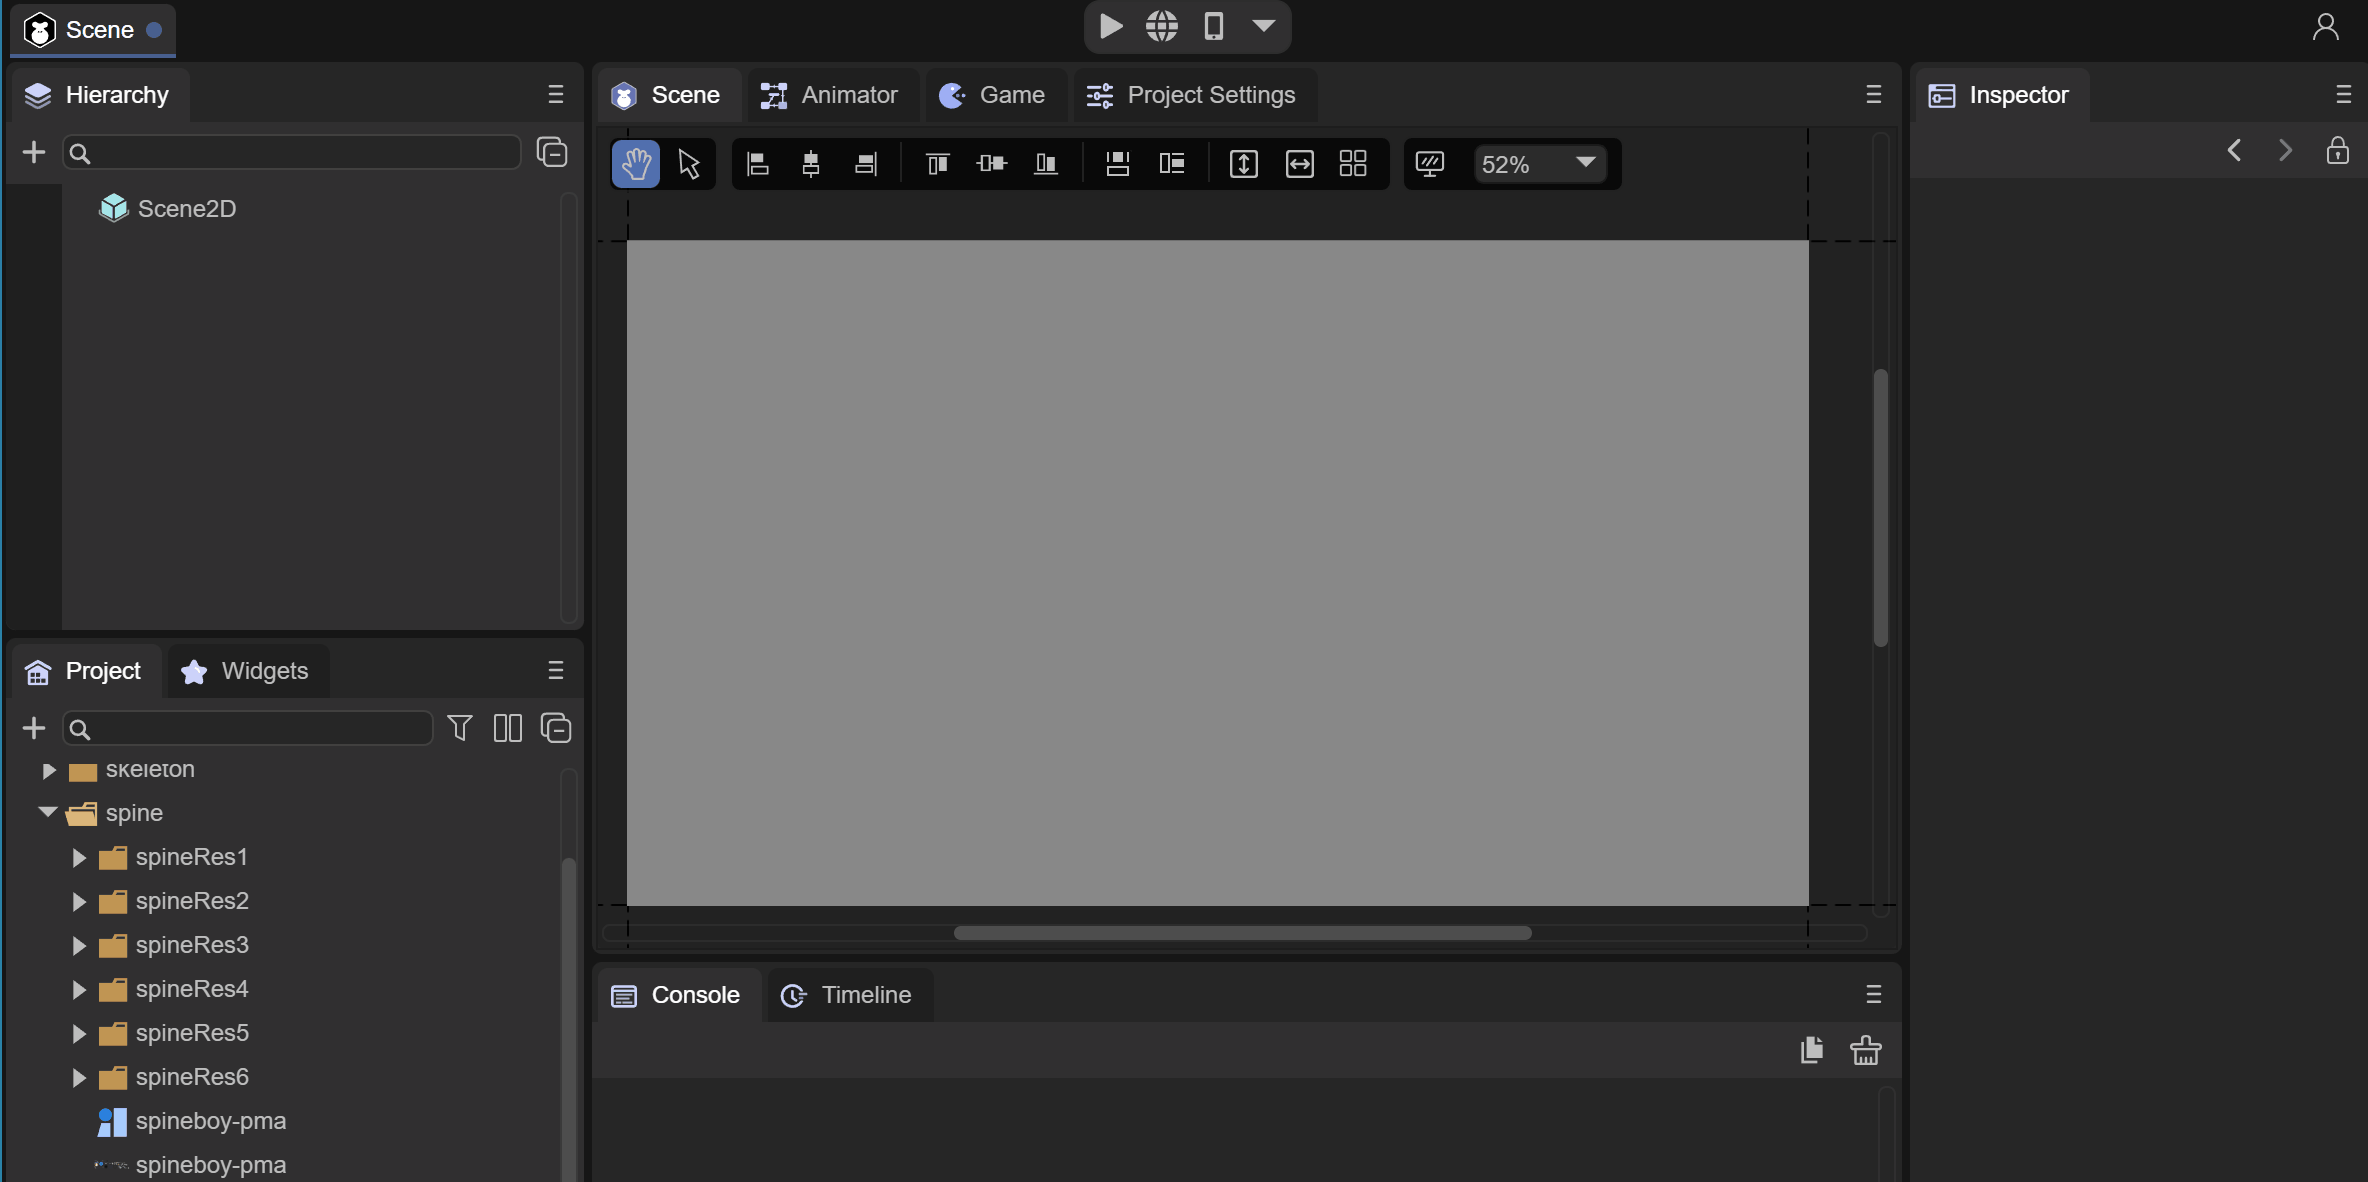 Scene
Hierarchy
Scene2D
Scene
Animator
Game
Project Settings
52%
Inspector
Project
Widgets
skeleton
spine
spineRes1
spineRes2
spineRes3
spineRes4
spineRes5
spineRes6
spineboy-pma
spineboy-pma
Console
Timeline